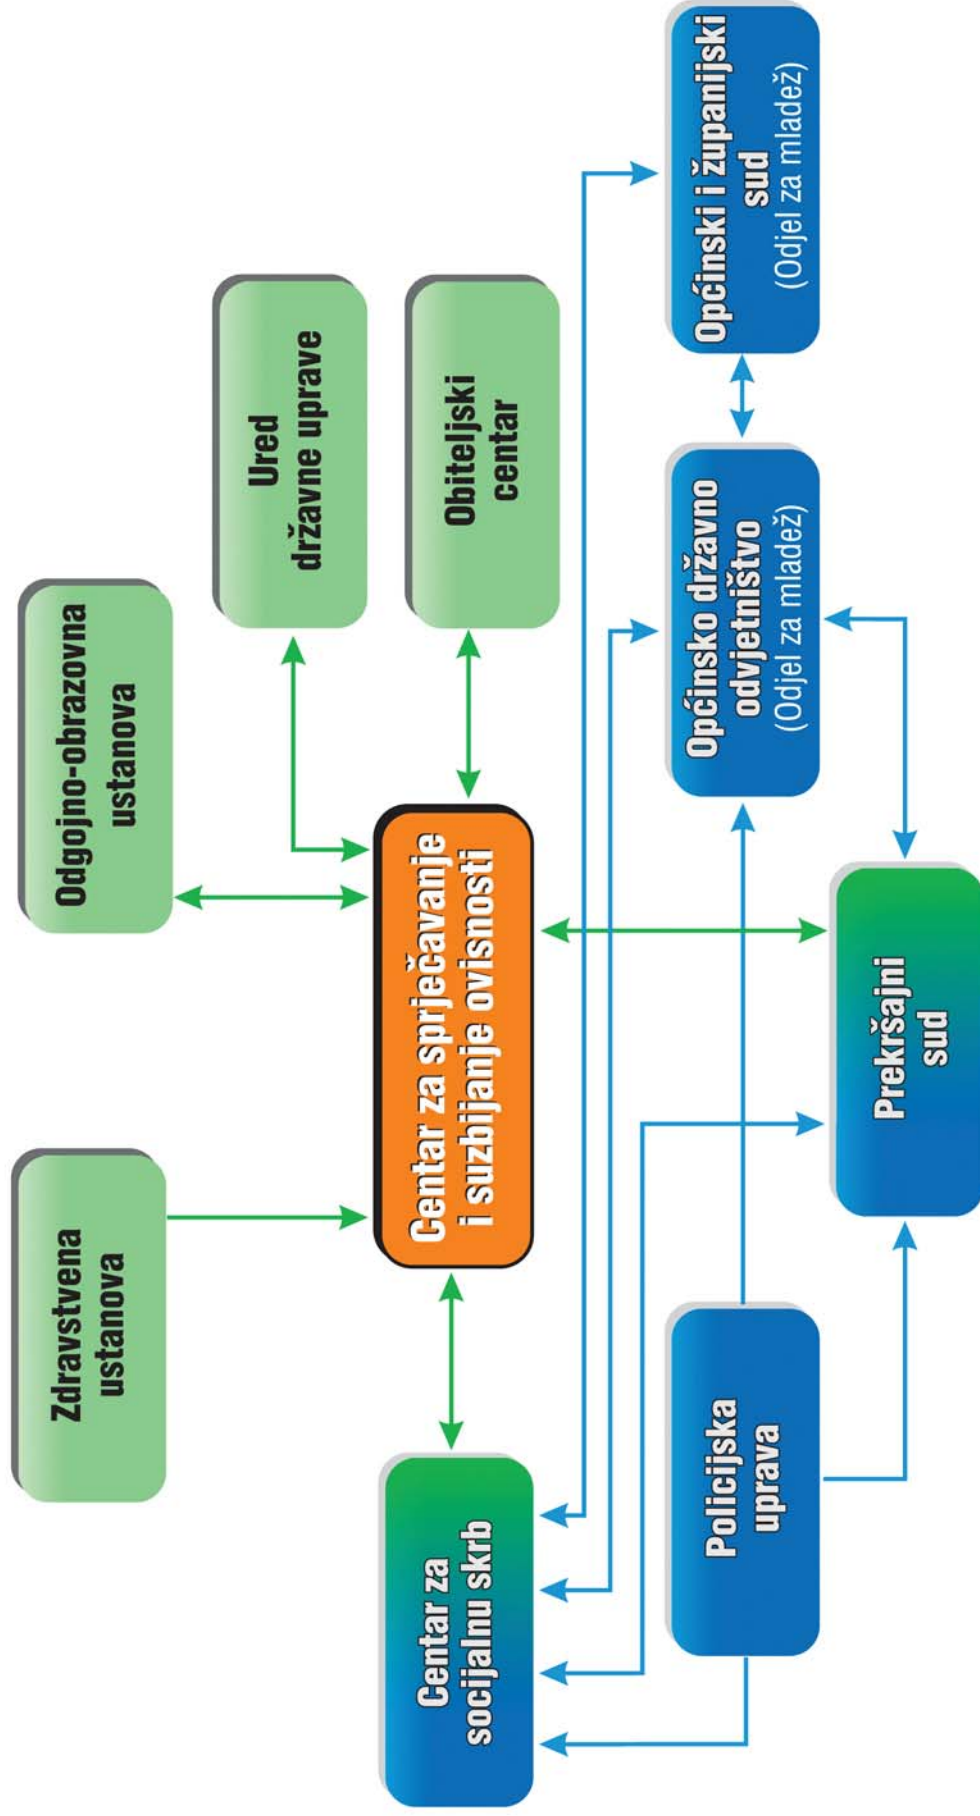 Zdravstvena
ustanova
Odgojno-obrazovna
ustanova
Ured
državne uprave
Obiteljski
centar
Centar za sprječavanje
i suzbijanje ovisnosti
Centar za
socijalnu skrb
Policijska
uprava
Prekršajni
sud
Općinsko državno
odvjetništvo
(Odjel za mladež)
Općinski i županijski
sud
(Odjel za mladež)